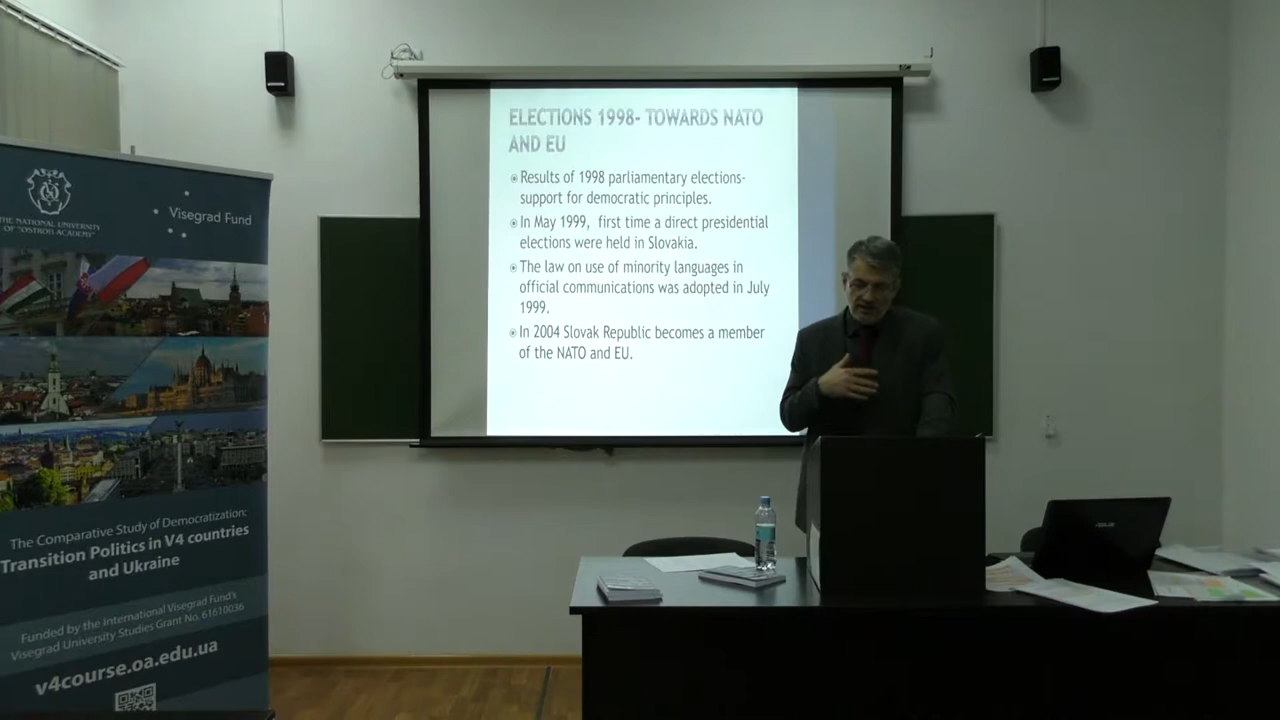 THE NATIONAL UNIVERSITY
OF "OSTROH ACADEMY"
Visegrad Fund
The Comparative Study of Democratization:
Transition Politics in V4 countries
and Ukraine
Funded by the International Visegrad Fund's
Visegrad University Studies Grant No. 61610036
v4course.oa.edu.ua
ELECTIONS 1998- TOWARDS NATO
AND EU
Results of 1998 parliamentary elections-
support for democratic principles.
In May 1999, first time a direct presidential
elections were held in Slovakia.
The law on use of minority languages in
official communications was adopted in July
1999.
In 2004 Slovak Republic becomes a member
of the NATO and EU.
ASUS